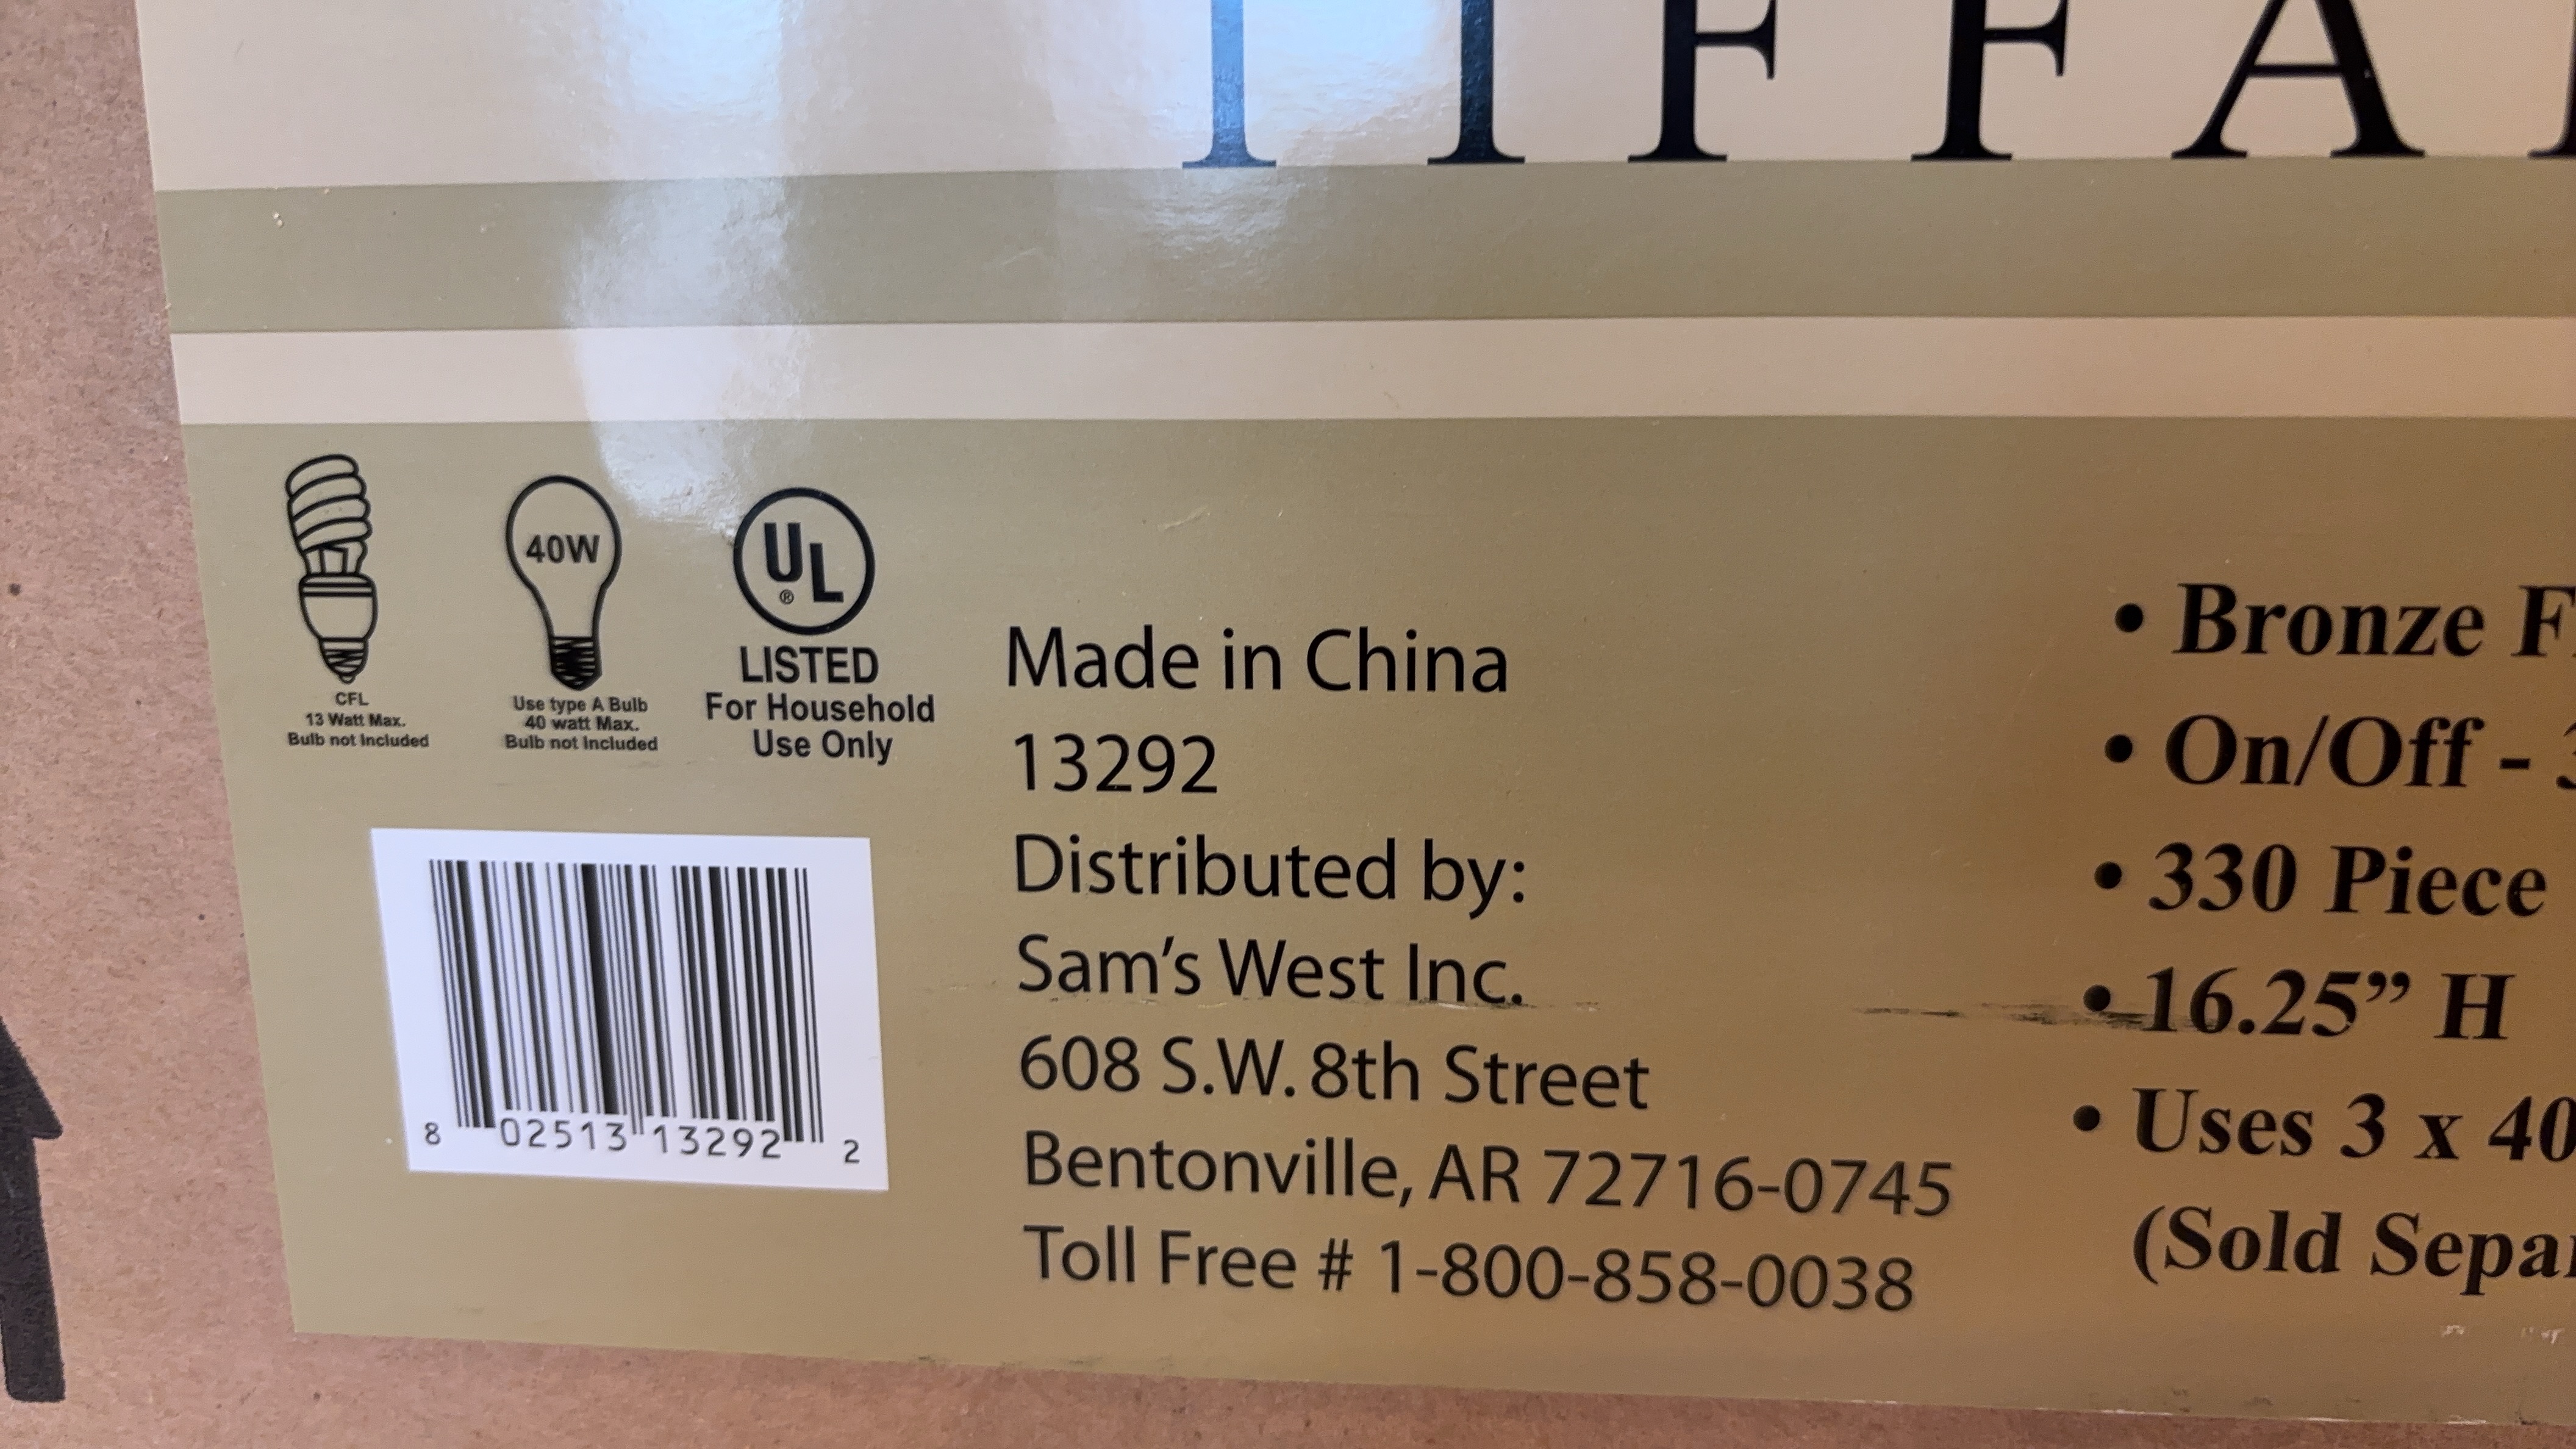 TIFFA
40W
UL
®
LISTED
For Household
Use Only
CFL
13 Watt Max.
Bulb not Included
Use type A Bulb
40 watt Max.
Bulb not Included
8 02513 13292 2
Made in China
13292
Distributed by:
Sam's West Inc.
608 S.W. 8th Street
Bentonville, AR 72716-0745
Toll Free # 1-800-858-0038
• Bronze
• On/Off -
• 330 Piece
• 16.25” H
• Uses 3 x 40
(Sold